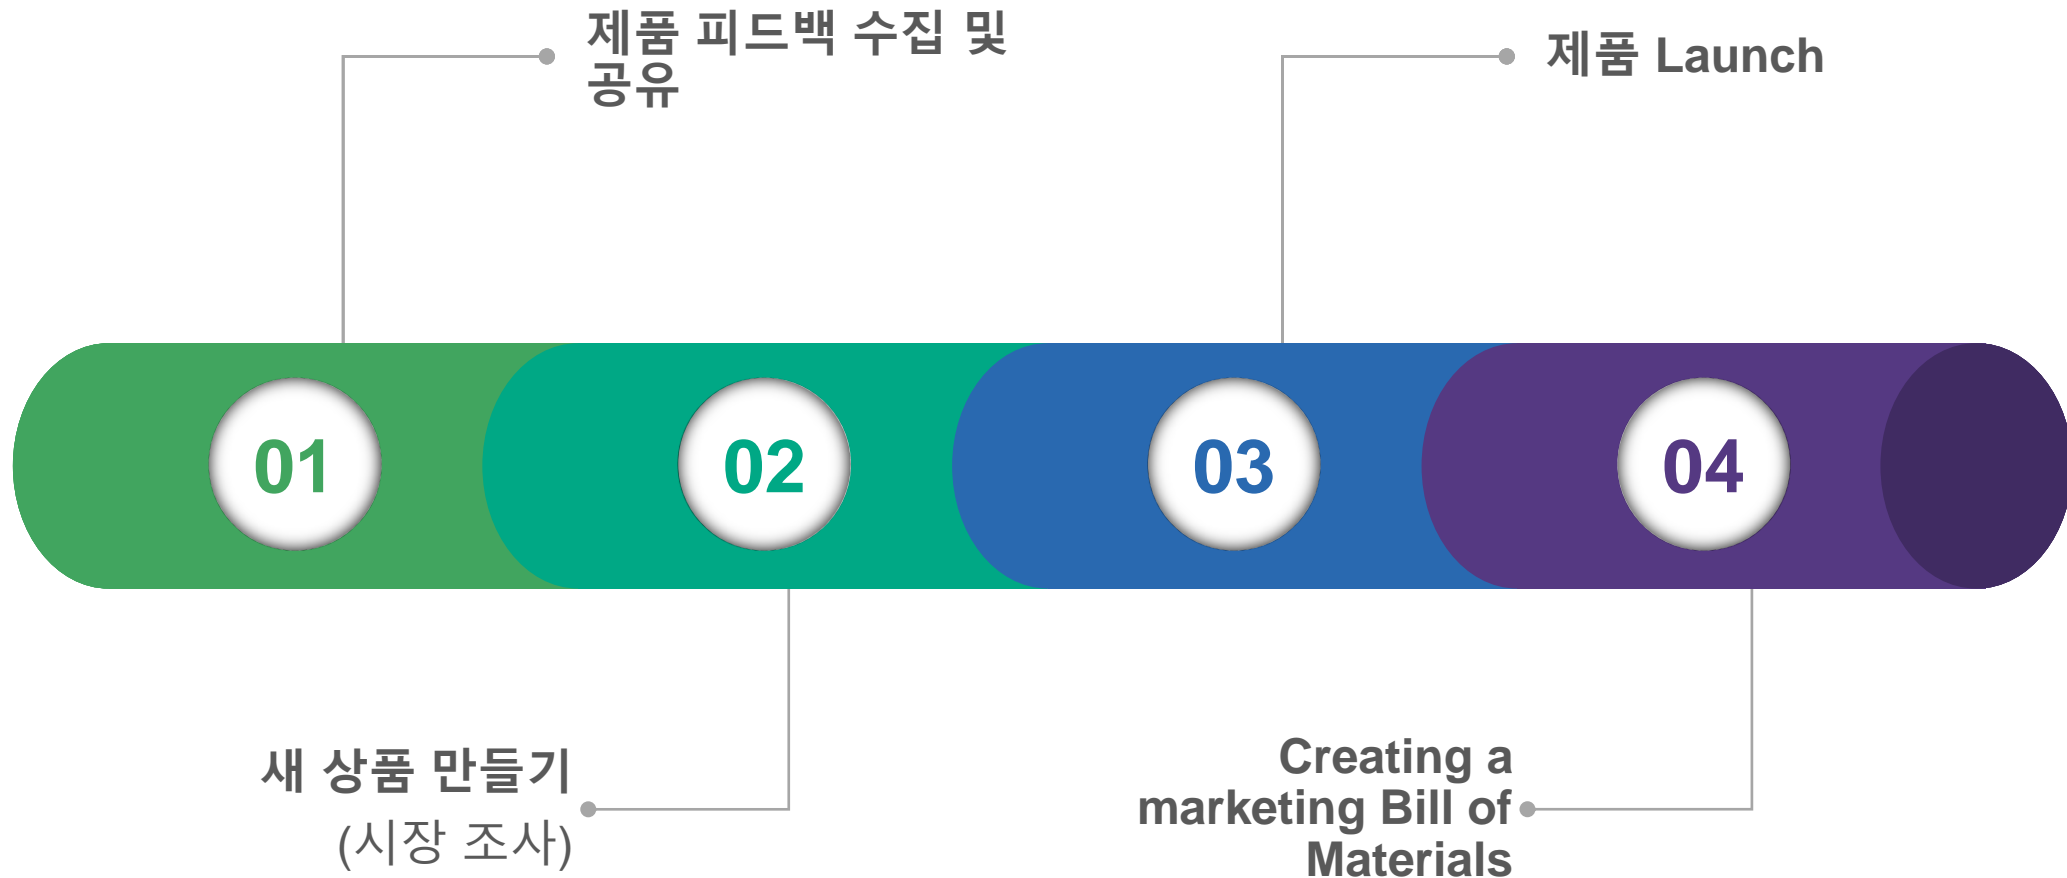 제품 피드백 수집 및
공유
제품 Launch
01
02
03
04
새 상품 만들기
(시장 조사)
Creating a
marketing Bill of
Materials